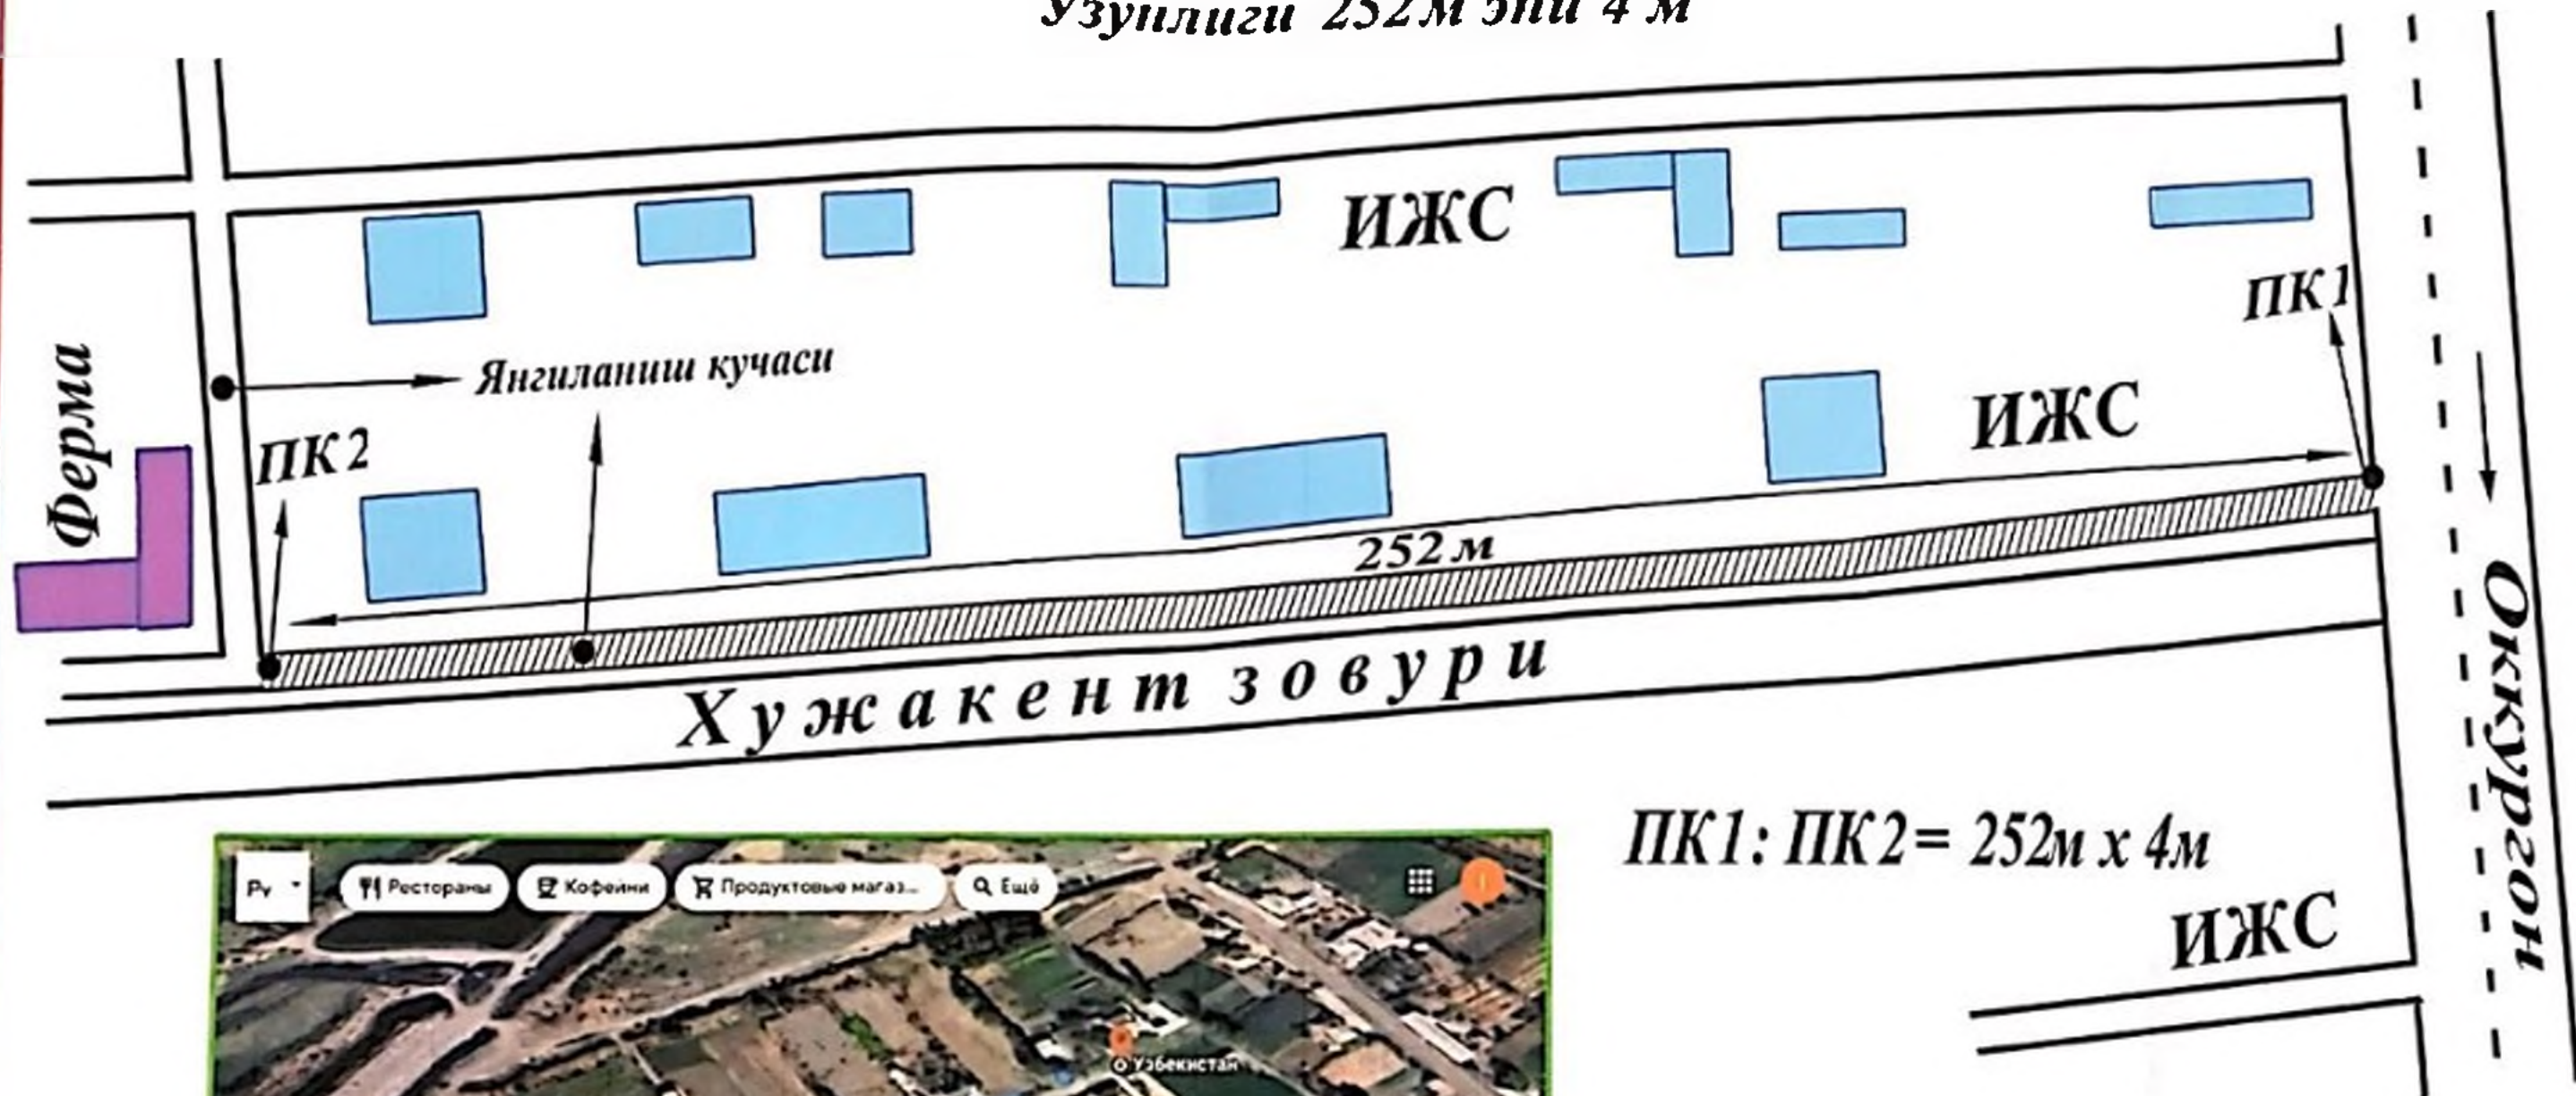 Узунлиги 252м эни 4 м
ИЖС
ПК1
Янгиланиш кучаси
Ферма
ПК2
ИЖС
252м
Хужакент зовури
Оккургон
ПК1: ПК2= 252м х 4м
ИЖС
Ру
Рестораны
Кофейни
Продуктовые магаз...
Ещё
Узбекистан